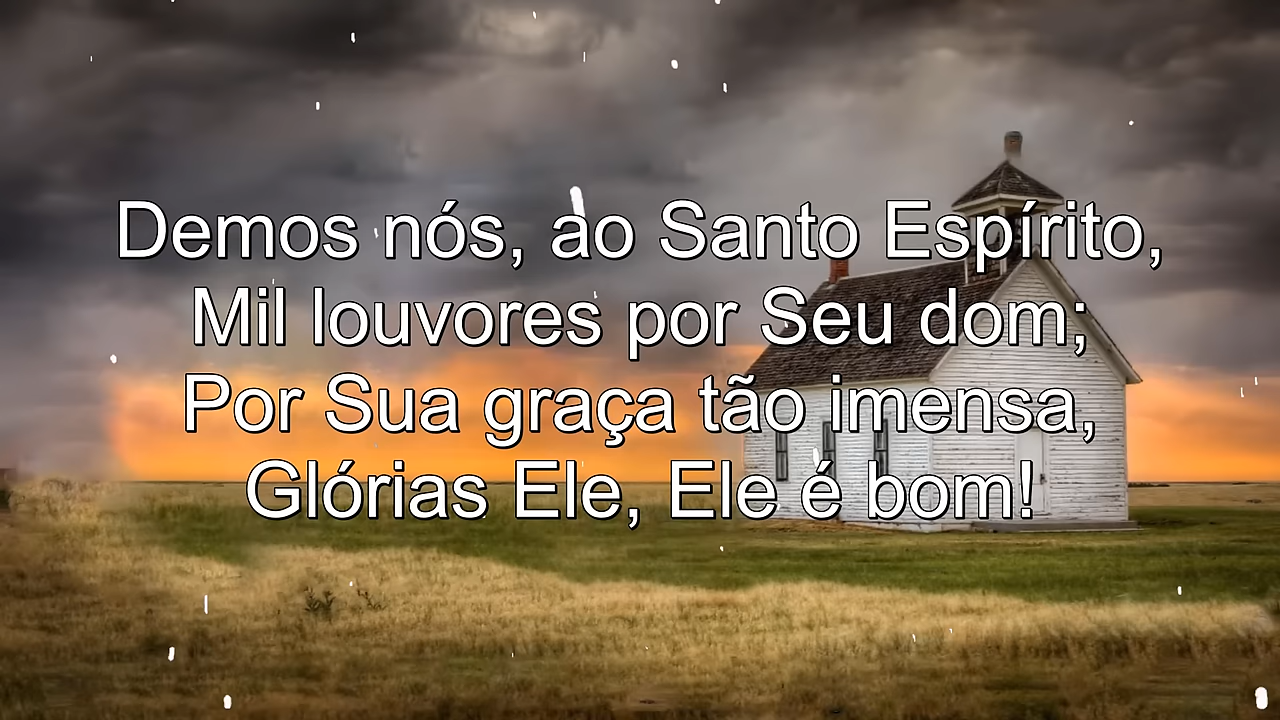 Demos nós, ao Santo Espírito,
Mil louvores por Seu dom;
Por Sua graça tão imensa,
Glórias Ele, Ele é bom!